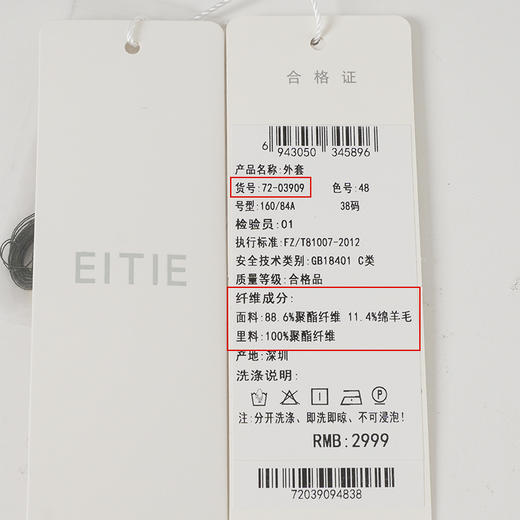 EITIE
合格证
6 943050 345896
产品名称:外套
货号:72-03909 色号:48
号型:160/84A 38码
检验员:01
执行标准:FZ/T81007-2012
安全技术类别:GB18401 C类
质量等级:合格品
纤维成分:
面料:88.6%聚酯纤维 11.4%绵羊毛
里料:100%聚酯纤维
产地:深圳
洗涤说明:
P
注:分开洗涤、即洗即晾、不可浸泡!
RMB:2999
72039094838